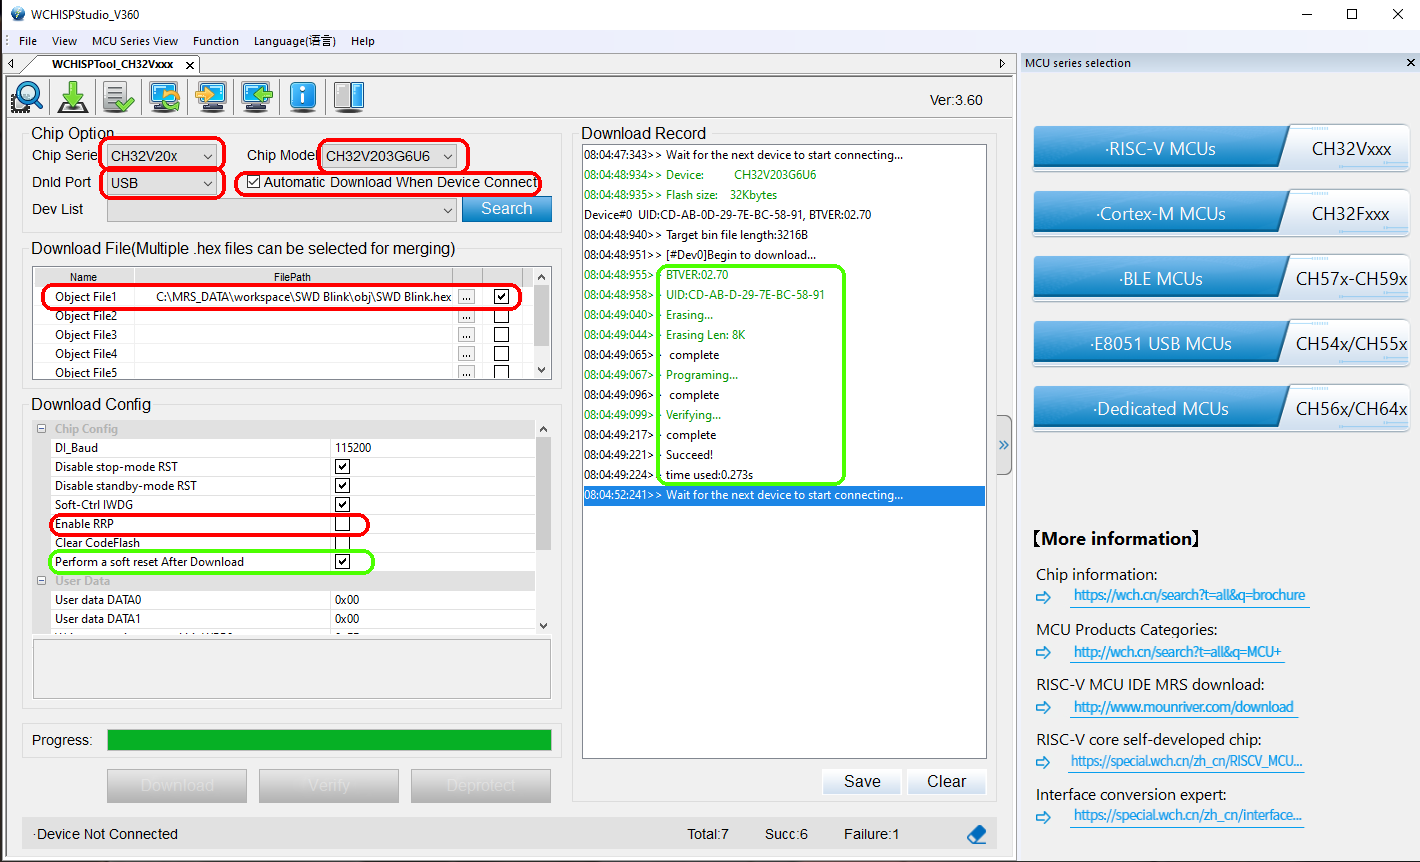 WCHISPStudio_V360
File View MCU Series View Function Language(语言) Help
WCHISPTool_CH32Vxxx
MCU series selection
Ver:3.60
Chip Option
Chip Serie CH32V20x Chip Model CH32V203G6U6
Dnld Port USB Automatic Download When Device Connect
Dev List Search
Download File(Multiple .hex files can be selected for merging)
Name FilePath
Object File1 C:\MRS_DATA\workspace\SWD Blink\obj\SWD Blink.hex ...
Object File2 ...
Object File3 ...
Object File4 ...
Object File5 ...
Download Config
Chip Config
DI_Baud 115200
Disable stop-mode RST
Disable standby-mode RST
Soft-Ctrl IWDG
Enable RRP
Clear CodeFlash
Perform a soft reset After Download
User Data
User data DATA0 0x00
User data DATA1 0x00
Progress:
Download Verify Deprotect
Download Record
08:04:47:343>> Wait for the next device to start connecting...
08:04:48:934>> Device: CH32V203G6U6
08:04:48:935>> Flash size: 32Kbytes
Device#0 UID:CD-AB-0D-29-7E-BC-58-91, BTVER:02.70
08:04:48:940>> Target bin file length:3216B
08:04:48:951>> [#Dev0]Begin to download...
08:04:48:955> BTVER:02.70
08:04:48:958> UID:CD-AB-D-29-7E-BC-58-91
08:04:49:040> Erasing...
08:04:49:044> Erasing Len: 8K
08:04:49:065> complete
08:04:49:067> Programing...
08:04:49:096> complete
08:04:49:099> Verifying...
08:04:49:217> complete
08:04:49:221> Succeed!
08:04:49:224> time used:0.273s
08:04:52:241>> Wait for the next device to start connecting...
Save Clear
·Device Not Connected Total:7 Succ:6 Failure:1
·RISC-V MCUs CH32Vxxx
·Cortex-M MCUs CH32Fxxx
·BLE MCUs CH57x-CH59x
·E8051 USB MCUs CH54x/CH55x
·Dedicated MCUs CH56x/CH64x
【More information】
Chip information:
https://wch.cn/search?t=all&q=brochure
MCU Products Categories:
http://wch.cn/search?t=all&q=MCU+
RISC-V MCU IDE MRS download:
http://www.mounriver.com/download
RISC-V core self-developed chip:
https://special.wch.cn/zh_cn/RISCV_MCU...
Interface conversion expert:
https://special.wch.cn/zh_cn/interface...